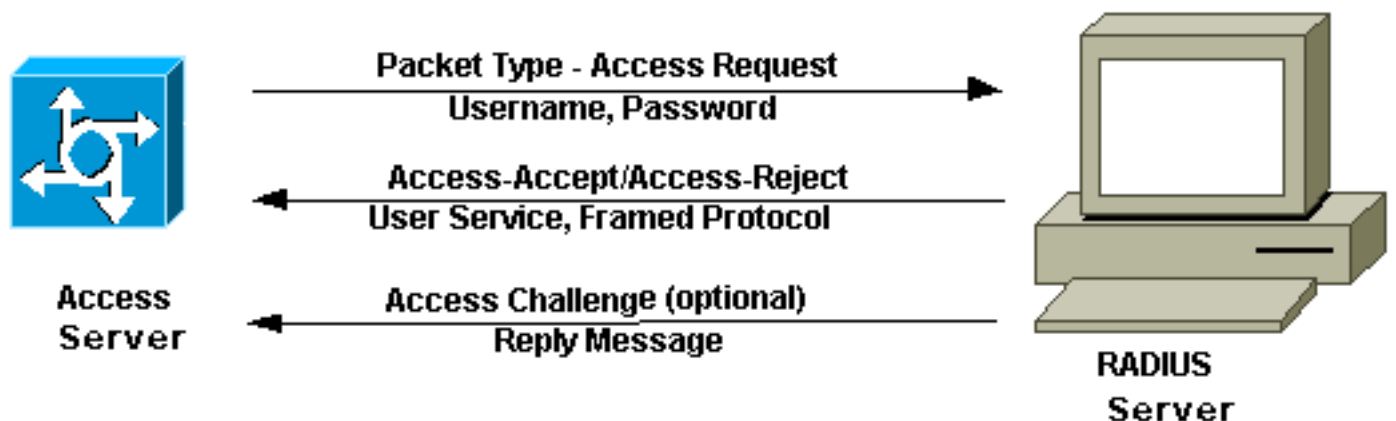 Packet Type - Access Request
Username, Password
Access-Accept/Access-Reject
User Service, Framed Protocol
Access Challenge (optional)
Reply Message
Access
Server
RADIUS
Server